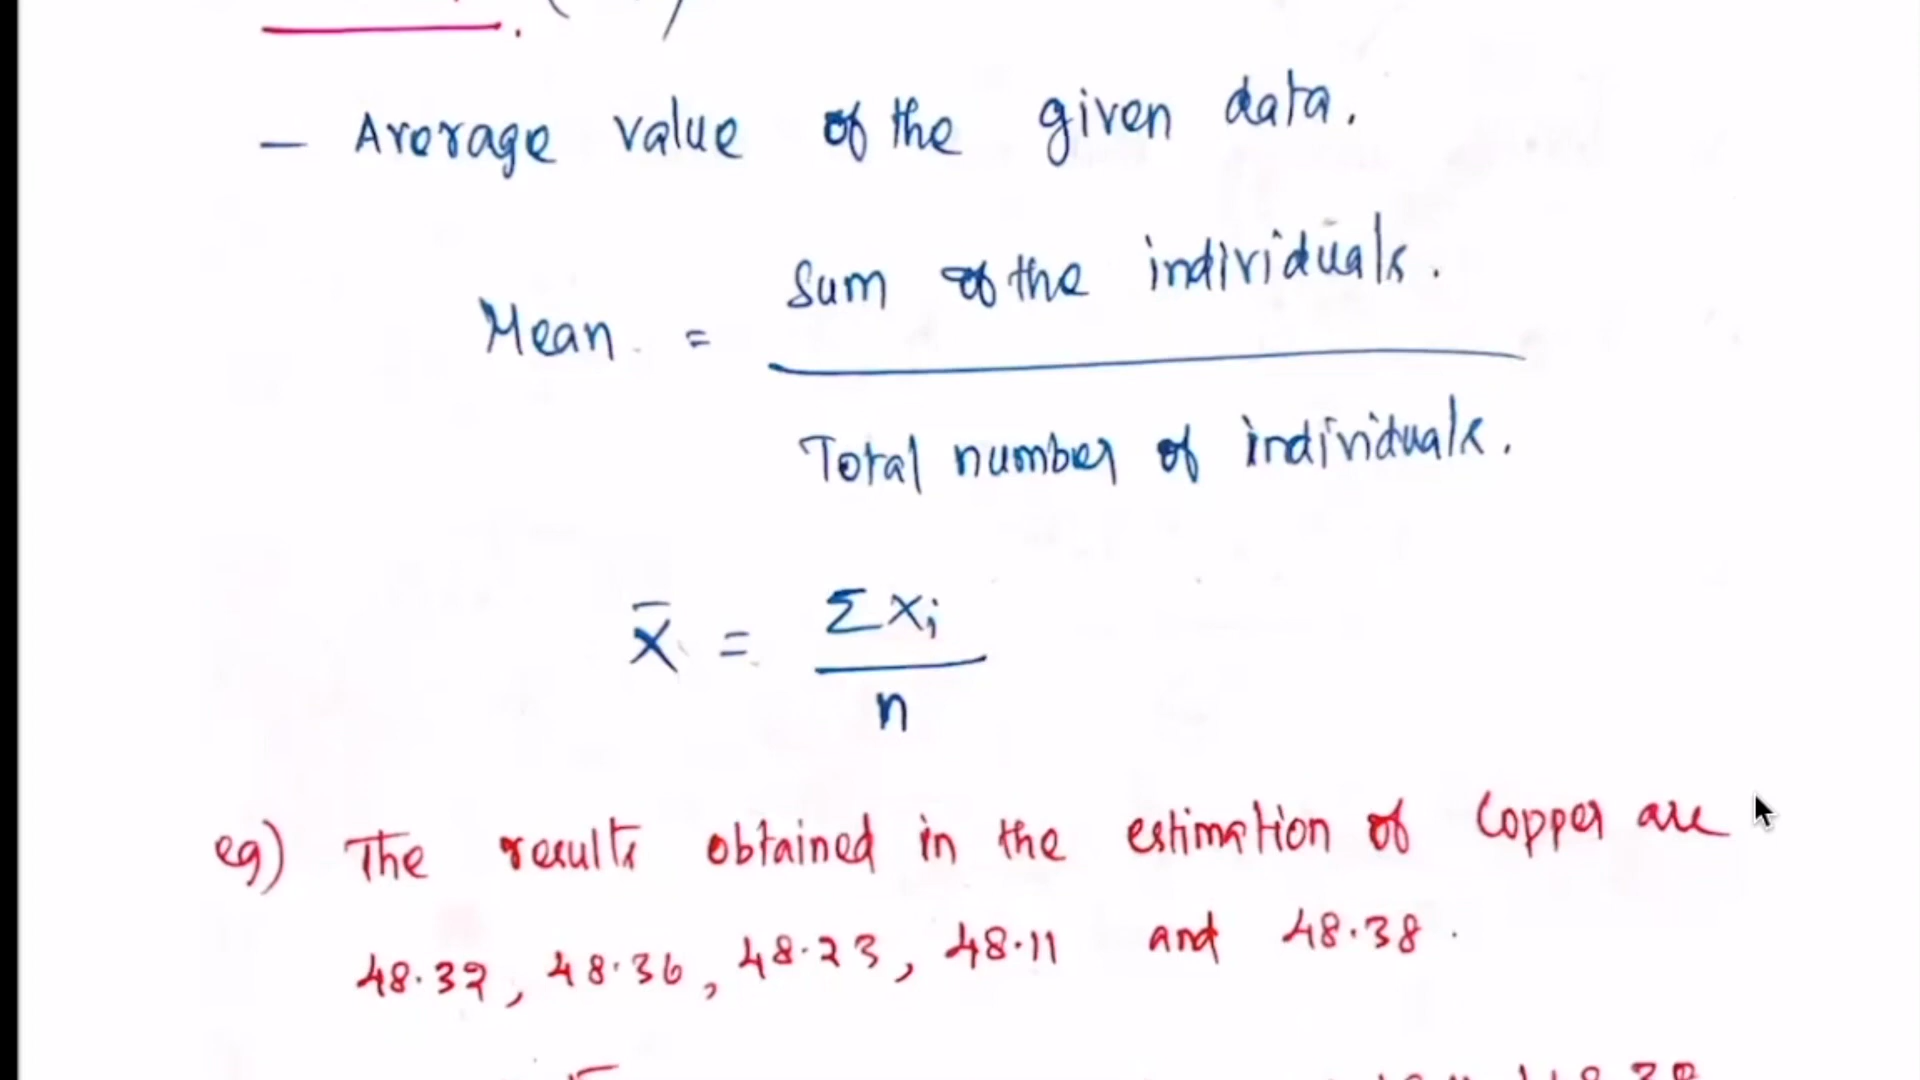 – Average value of the given data.
Mean = Sum of the individuals.
Total number of individuals.
x̄ = Σxi
n
eg) The results obtained in the estimation of Copper are
48.32, 48.36, 48.23, 48.11 and 48.38.